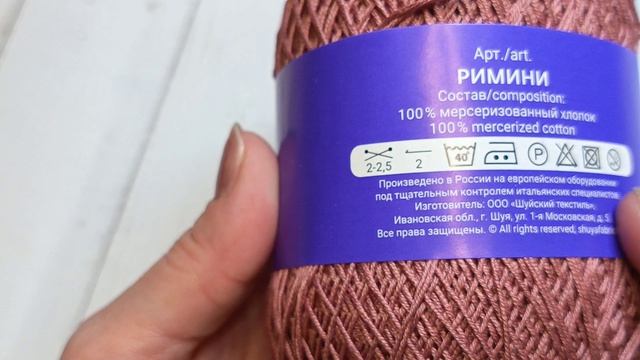 Арт./art.
РИМИНИ
Состав/composition:
100% мерсеризованный хлопок
100% mercerized cotton
2-2,5 2 40° P
Произведено в России на европейском оборудовании
под тщательным контролем итальянских специалистов.
Изготовитель: ООО «Шуйский текстиль».
Ивановская обл., г. Шуя, ул. 1-я Московская, д. 5.
Все права защищены. © All rights reserved,